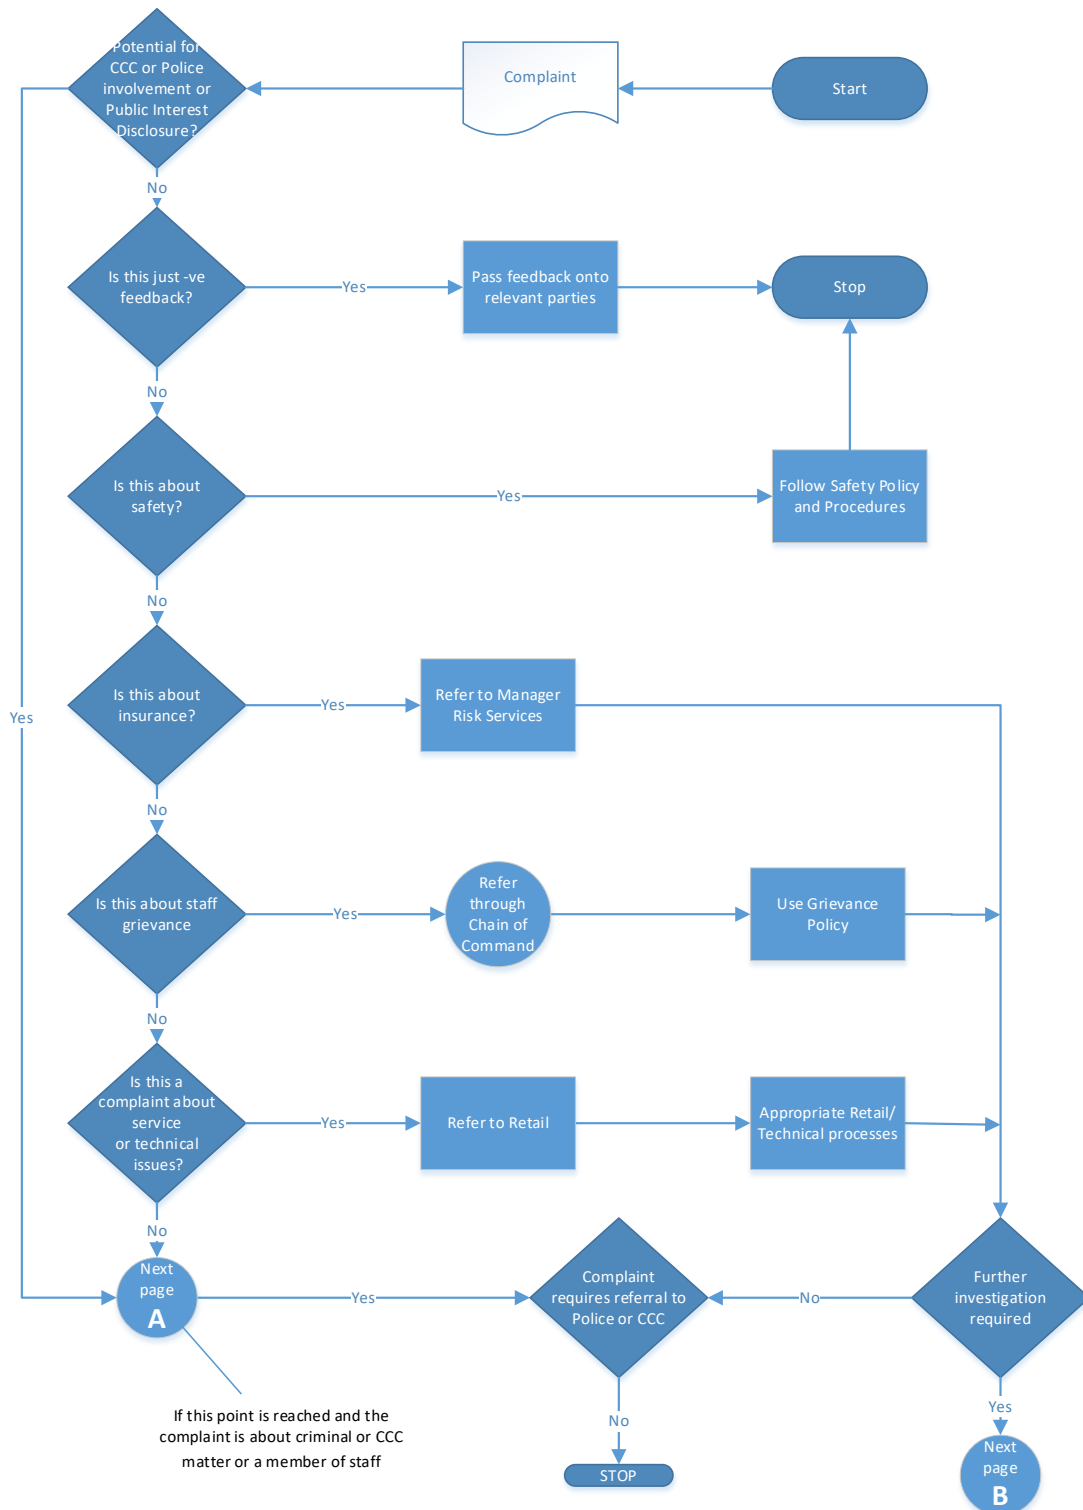 Potential for
CCC or Police
involvement or
Public Interest
Disclosure?
Complaint
Start
No
Is this just -ve
feedback?
Yes
Pass feedback onto
relevant parties
Stop
No
Is this about
safety?
Yes
Follow Safety Policy
and Procedures
No
Is this about
insurance?
Yes
Refer to Manager
Risk Services
Yes
No
Is this about staff
grievance
Yes
Refer
through
Chain of
Command
Use Grievance
Policy
No
Is this a
complaint about
service
or technical
issues?
Yes
Refer to Retail
Appropriate Retail/
Technical processes
No
Next
page
A
Yes
Complaint
requires referral to
Police or CCC
No
Further
investigation
required
If this point is reached and the
complaint is about criminal or CCC
matter or a member of staff
No
STOP
Yes
Next
page
B